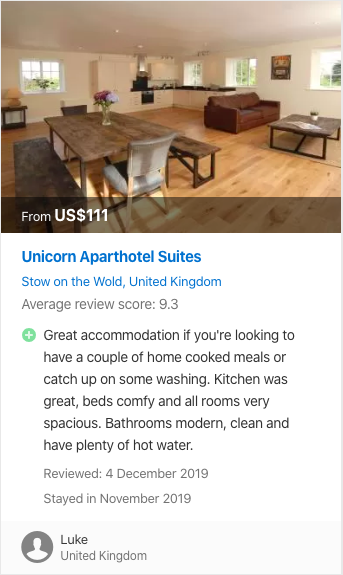 From US$111
Unicorn Aparthotel Suites
Stow on the Wold, United Kingdom
Average review score: 9.3
Great accommodation if you're looking to
have a couple of home cooked meals or
catch up on some washing. Kitchen was
great, beds comfy and all rooms very
spacious. Bathrooms modern, clean and
have plenty of hot water.
Reviewed: 4 December 2019
Stayed in November 2019
Luke
United Kingdom